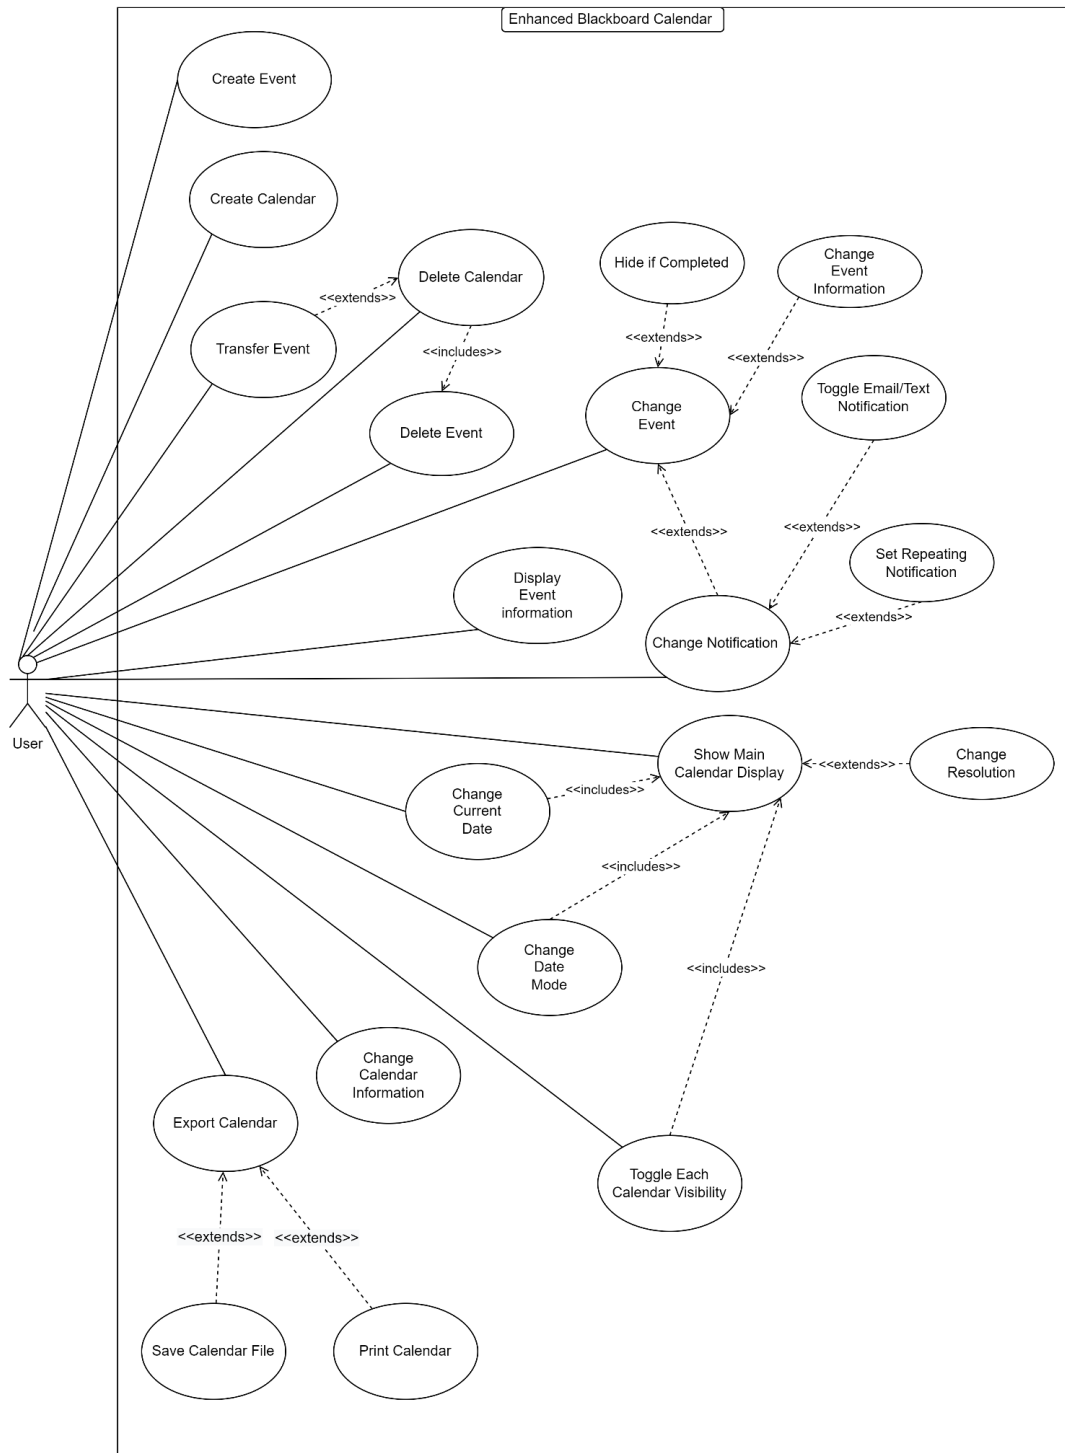 Enhanced Blackboard Calendar
Create Event
Create Calendar
Delete Calendar
Hide if Completed
Change
Event
Information
<<extends>>
Transfer Event
<<includes>>
<<extends>>
<<extends>>
Delete Event
Change
Event
Toggle Email/Text
Notification
<<extends>>
<<extends>>
Set Repeating
Notification
Display
Event
information
<<extends>>
Change Notification
User
Show Main
Calendar Display
<<extends>>
Change
Resolution
Change
Current
Date
<<includes>>
<<includes>>
Change
Date
Mode
<<includes>>
Change
Calendar
Information
Export Calendar
Toggle Each
Calendar Visibility
<<extends>>
<<extends>>
Save Calendar File
Print Calendar